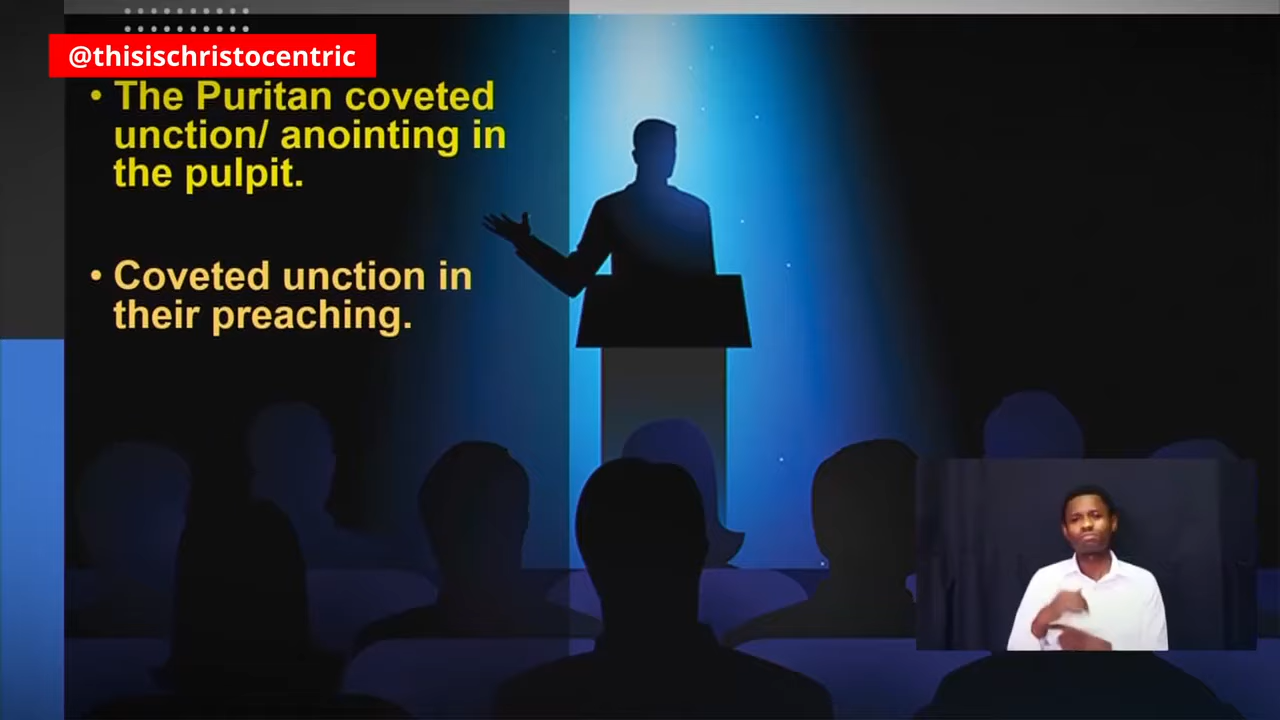 @thisischristocentric
• The Puritan coveted
unction/ anointing in
the pulpit.
• Coveted unction in
their preaching.